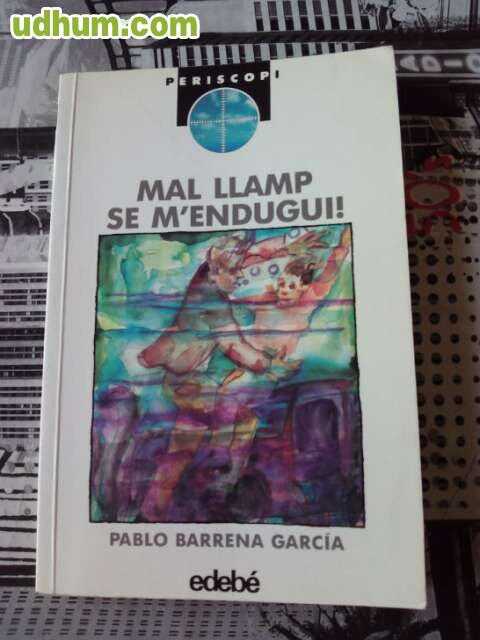 udhum.com
PERISCOPI
MAL LLAMP
SE M'ENDUGUI!
PABLO BARRENA GARCÍA
edebé